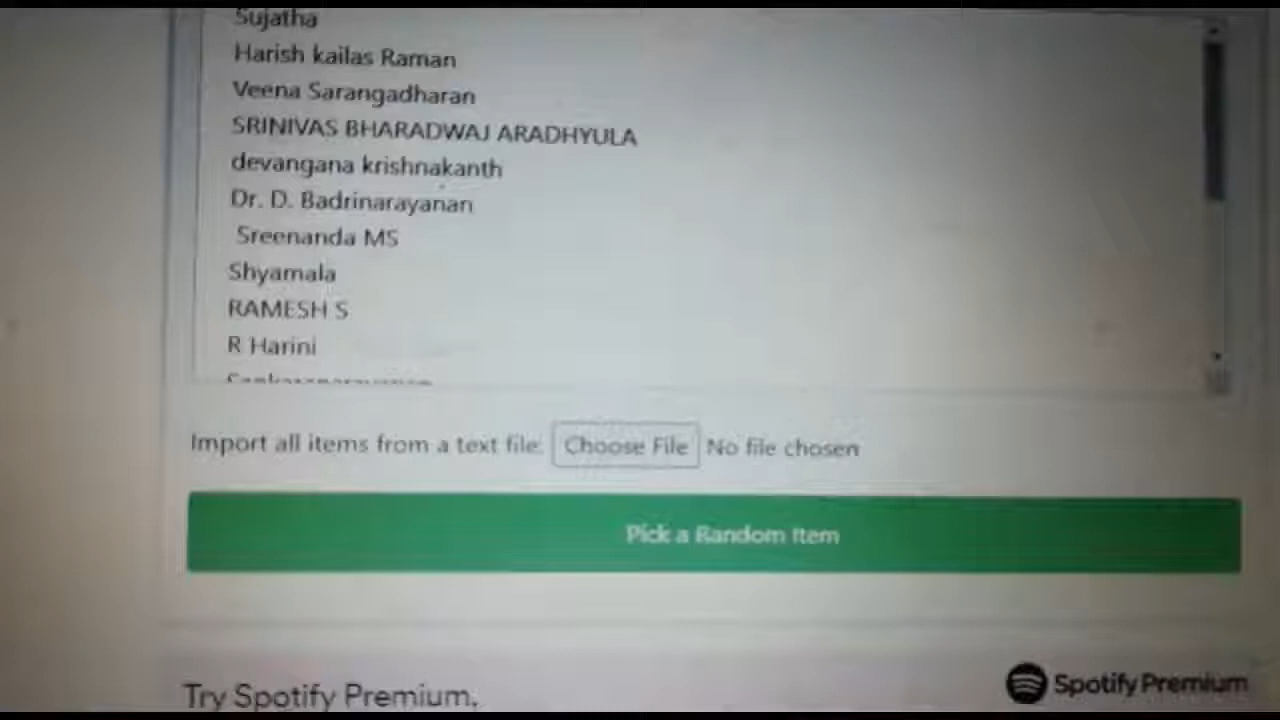 Sujatha
Harish kailas Raman
Veena Sarangadharan
SRINIVAS BHARADWAJ ARADHYULA
devangana krishnakanth
Dr. D. Badrinarayanan
Sreenanda MS
Shyamala
RAMESH S
R Harini
Import all items from a text file: Choose File No file chosen
Pick a Random Item
Try Spotify Premium.
Spotify Premium